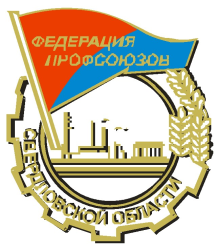 ФЕДЕРАЦИЯ
ПРОФСОЮЗОВ
СВЕРДЛОВСКОЙ ОБЛАСТИ